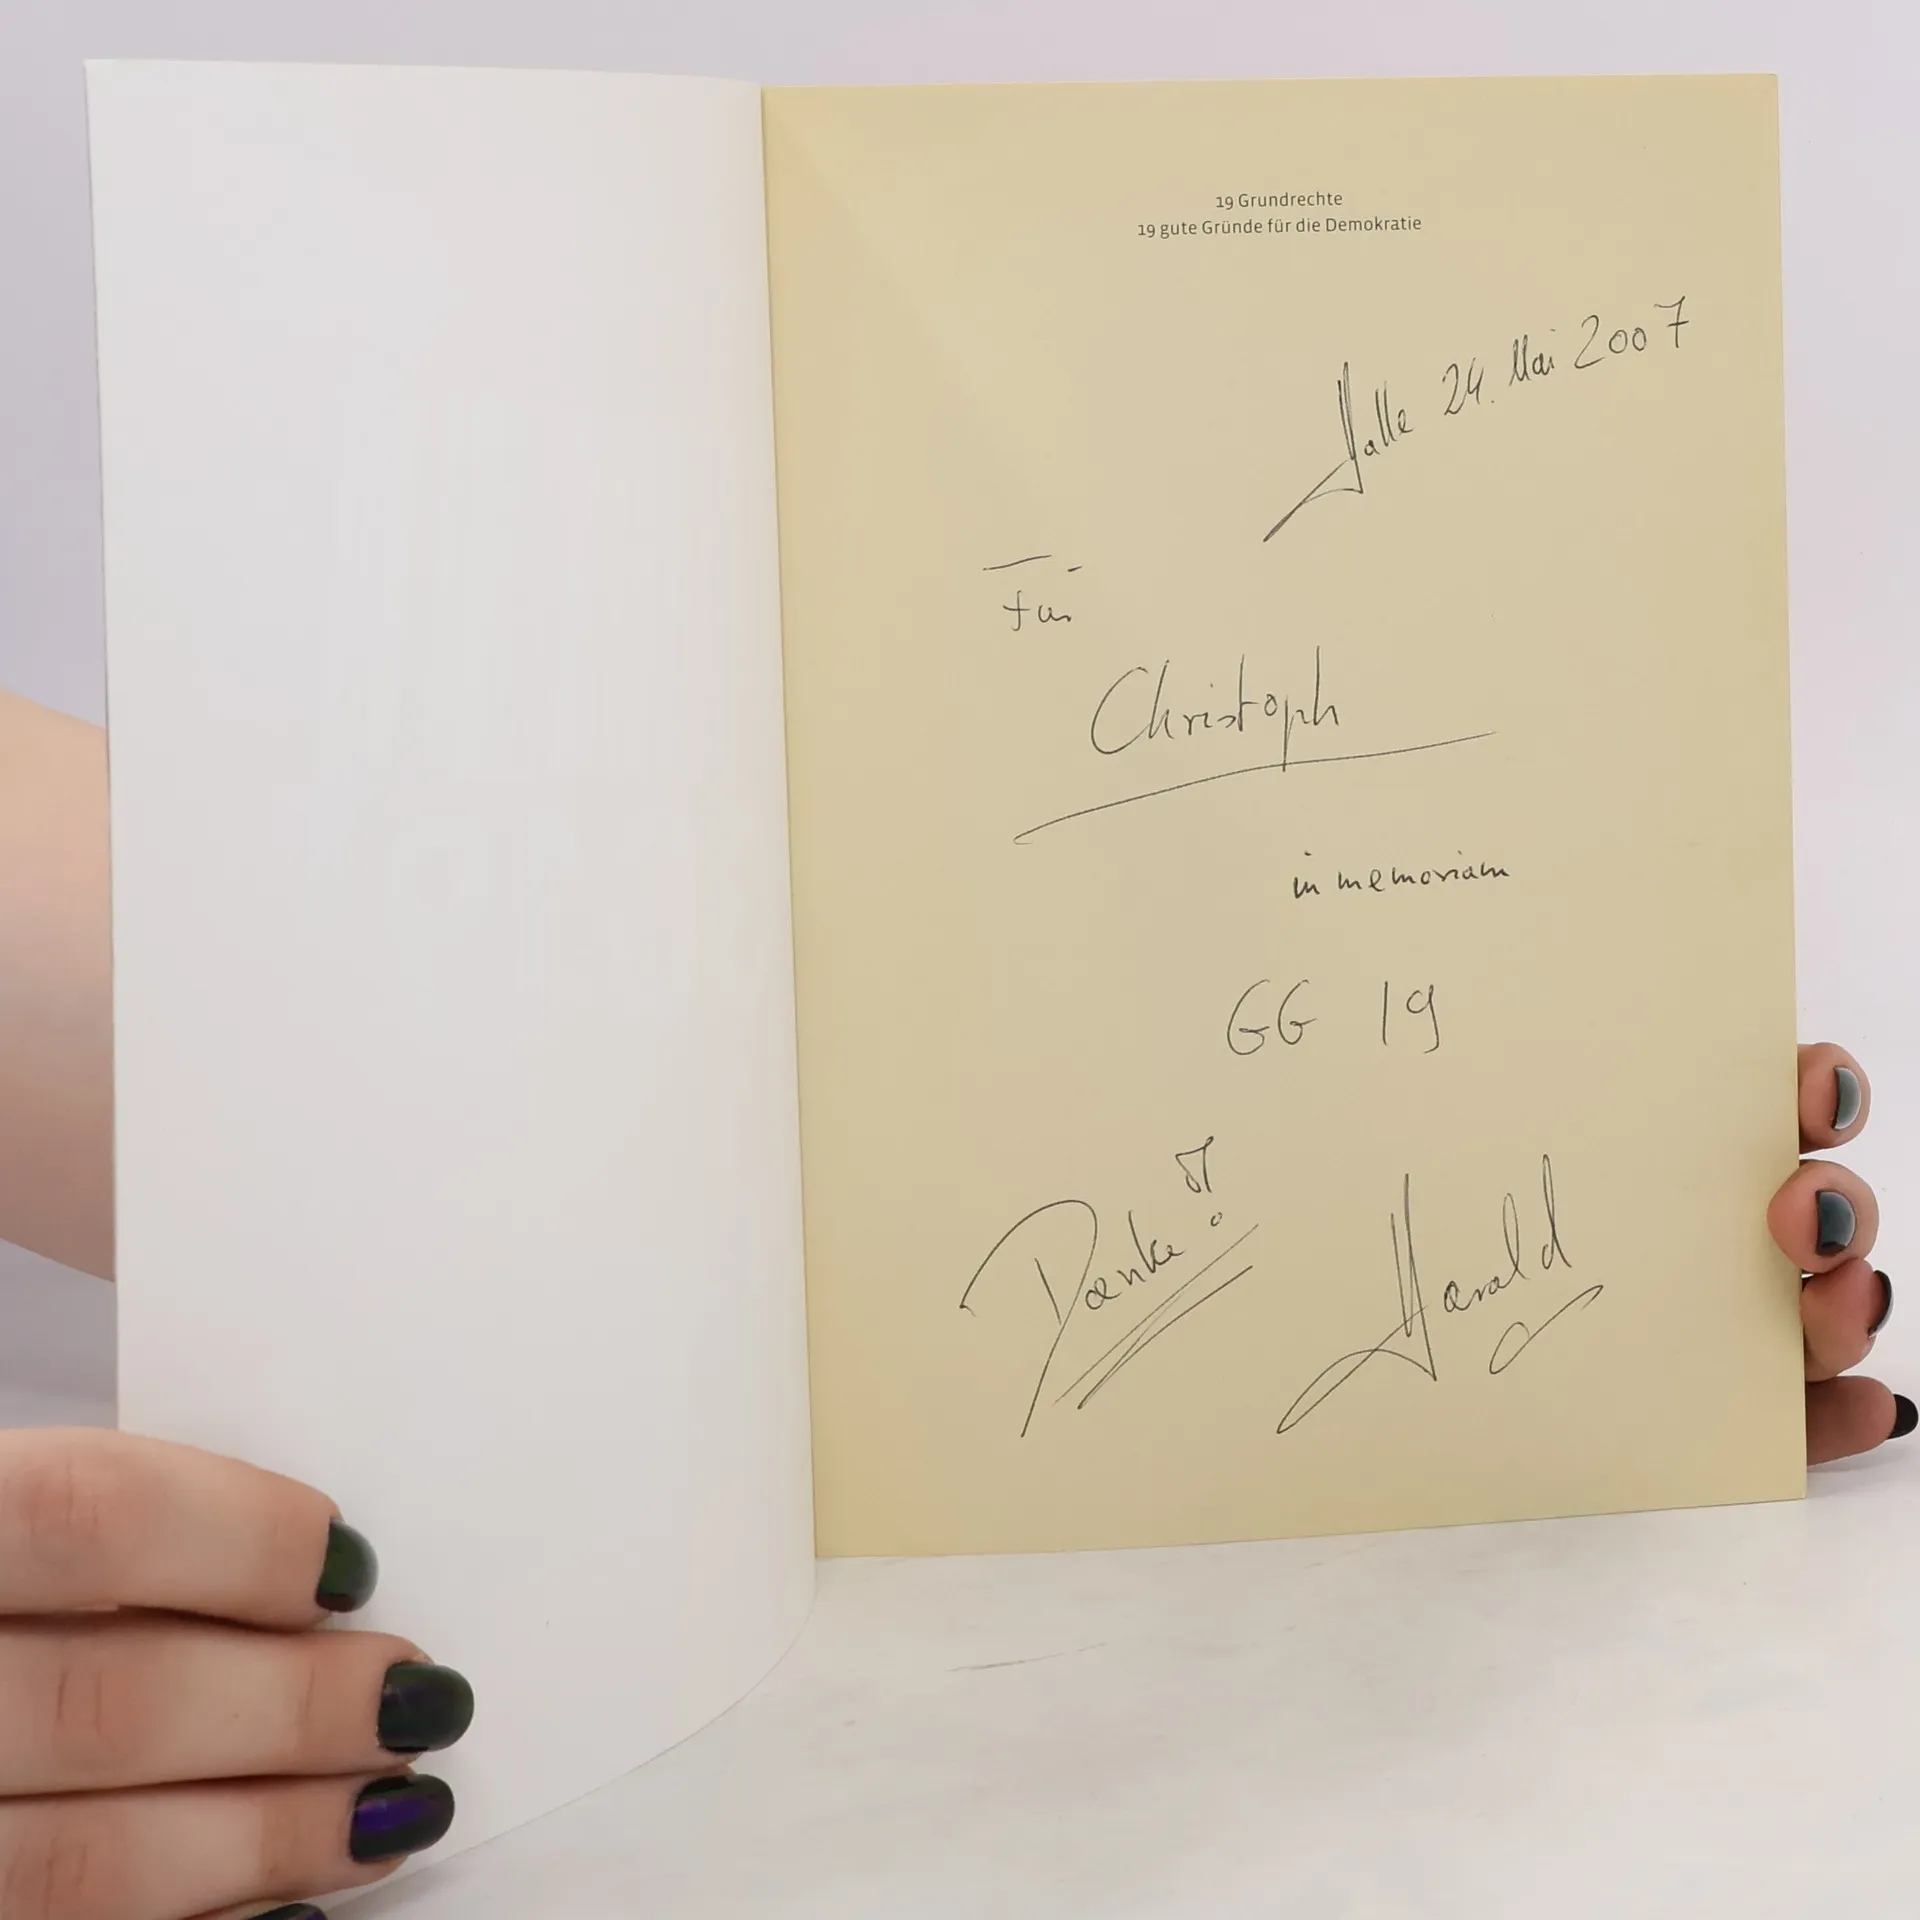 19 Grundrechte
19 gute Gründe für die Demokratie
Halle 24. Mai 2007
Für
Christoph
in memoriam
GG 19
Danke!
Harald